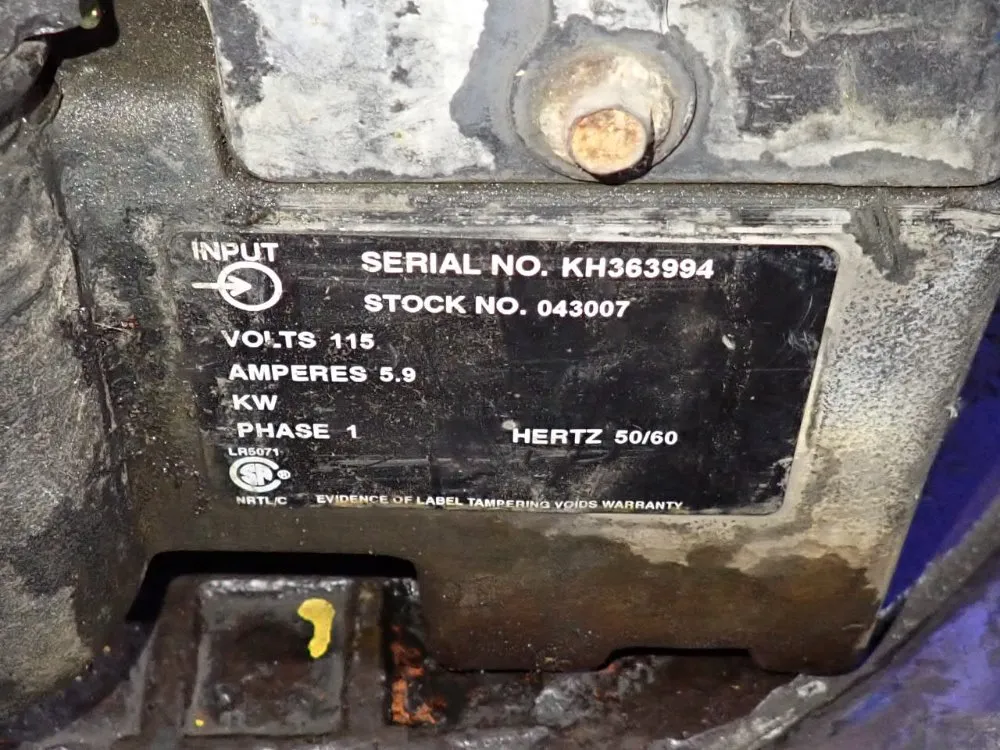 INPUT
SERIAL NO. KH363994
STOCK NO. 043007
VOLTS 115
AMPERES 5.9
KW
PHASE 1
HERTZ 50/60
LR5071
SP®
NRTL/C
EVIDENCE OF LABEL TAMPERING VOIDS WARRANTY